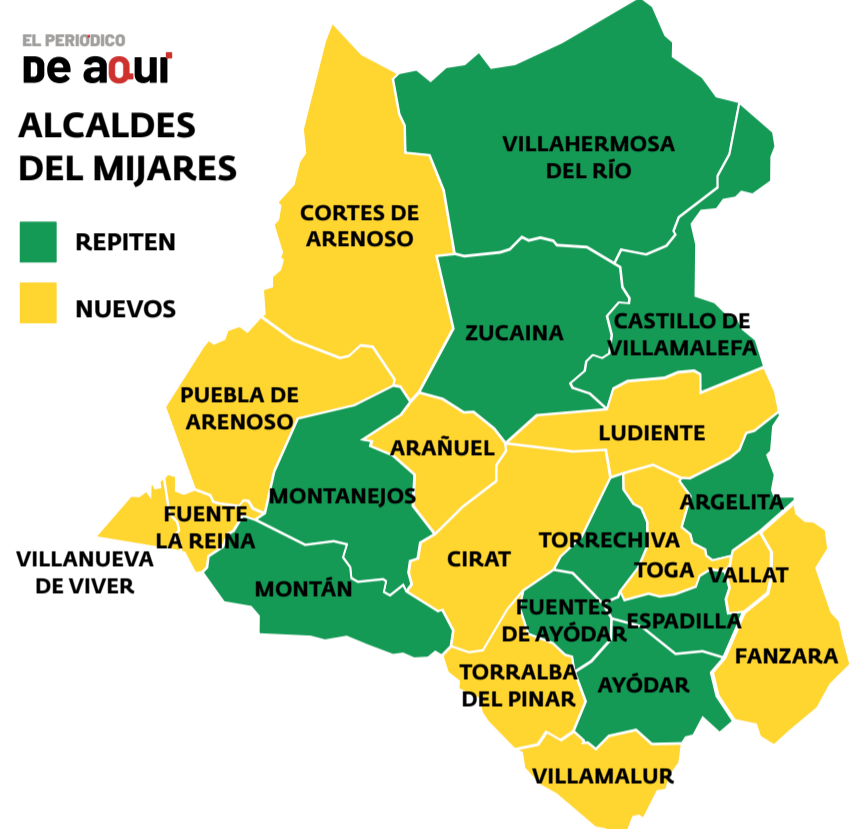 EL PERIÓDICO
DE AQUÍ
ALCALDES
DEL MIJARES
REPITEN
NUEVOS
VILLAHERMOSA
DEL RÍO
CORTES DE
ARENOSO
ZUCAINA
CASTILLO DE
VILLAMALEFA
PUEBLA DE
ARENOSO
ARAÑUEL
LUDIENTE
MONTANEJOS
ARGELITA
FUENTE
LA REINA
VILLANUEVA
DE VIVER
CIRAT
TORRECHIVA
TOGA
VALLAT
MONTÁN
FUENTES
DE AYÓDAR
ESPADILLA
FANZARA
TORRALBA
DEL PINAR
AYÓDAR
VILLAMALUR